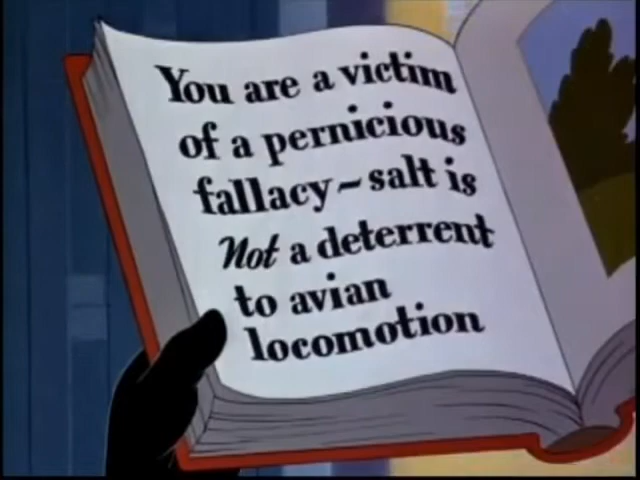 You are a victim
of a pernicious
fallacy – salt is
Not a deterrent
to avian
locomotion